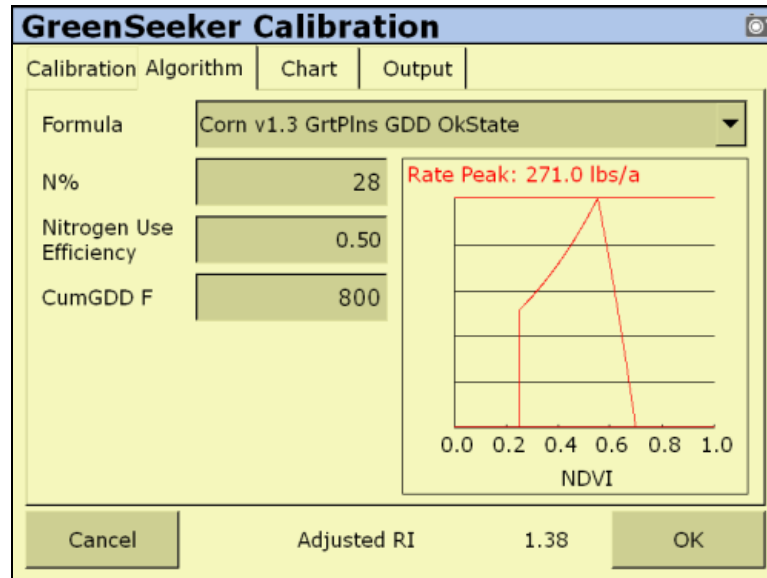 GreenSeeker Calibration
Calibration Algorithm Chart Output
Formula Corn v1.3 GrtPlns GDD OkState
N% 28
Rate Peak: 271.0 lbs/a
Nitrogen Use
Efficiency 0.50
CumGDD F 800
0.0 0.2 0.4 0.6 0.8 1.0
NDVI
Cancel Adjusted RI 1.38 OK